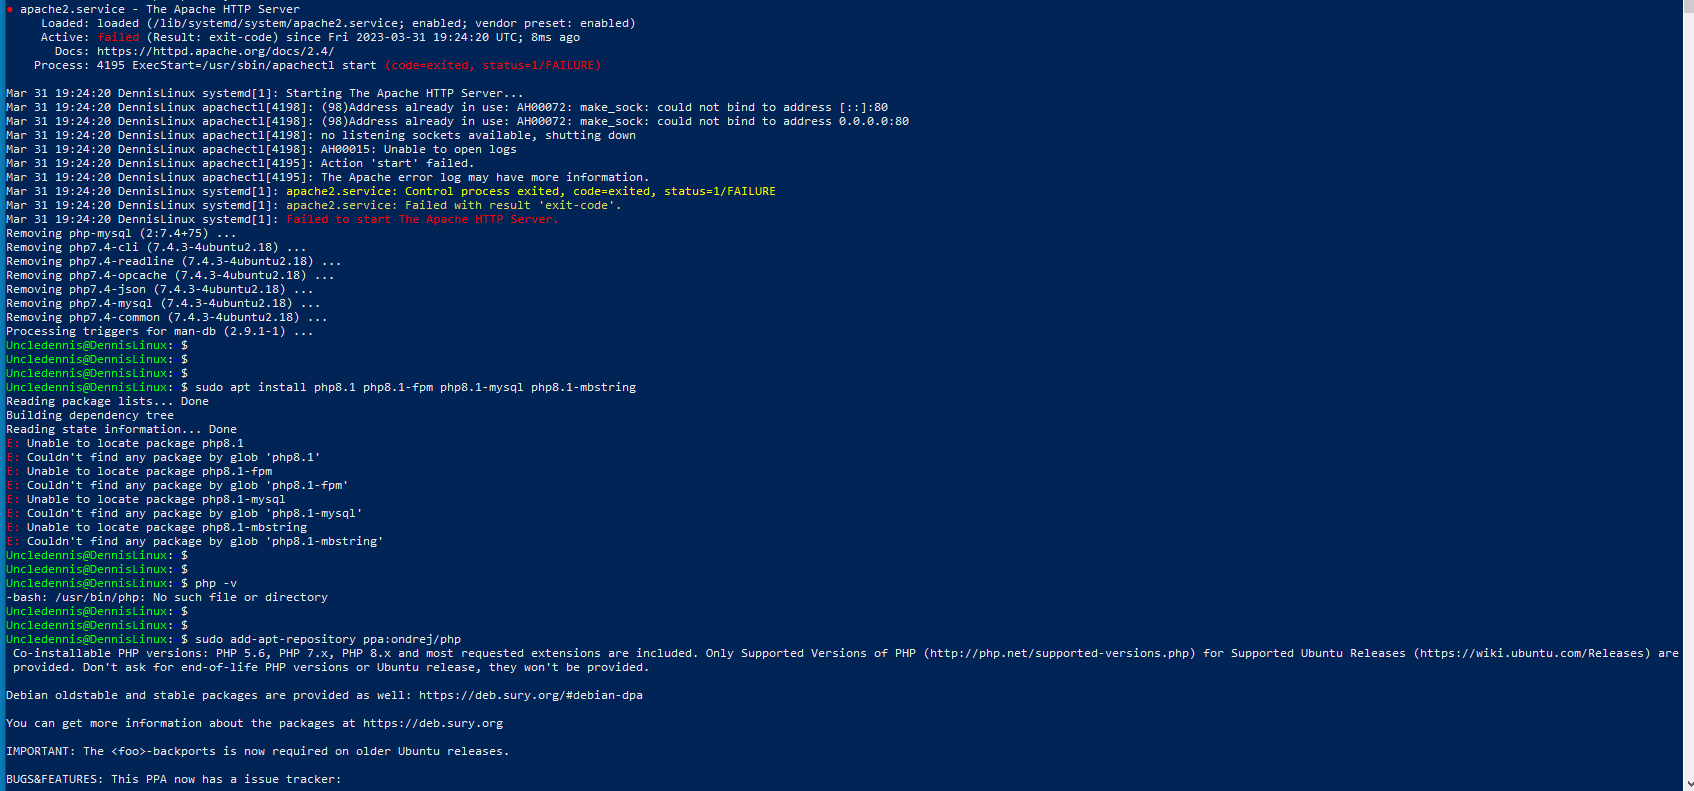 ● apache2.service - The Apache HTTP Server
     Loaded: loaded (/lib/systemd/system/apache2.service; enabled; vendor preset: enabled)
     Active: failed (Result: exit-code) since Fri 2023-03-31 19:24:20 UTC; 8ms ago
       Docs: https://httpd.apache.org/docs/2.4/
    Process: 4195 ExecStart=/usr/sbin/apachectl start (code=exited, status=1/FAILURE)

Mar 31 19:24:20 DennisLinux systemd[1]: Starting The Apache HTTP Server...
Mar 31 19:24:20 DennisLinux apachectl[4198]: (98)Address already in use: AH00072: make_sock: could not bind to address [::]:80
Mar 31 19:24:20 DennisLinux apachectl[4198]: (98)Address already in use: AH00072: make_sock: could not bind to address 0.0.0.0:80
Mar 31 19:24:20 DennisLinux apachectl[4198]: no listening sockets available, shutting down
Mar 31 19:24:20 DennisLinux apachectl[4198]: AH00015: Unable to open logs
Mar 31 19:24:20 DennisLinux apachectl[4195]: Action 'start' failed.
Mar 31 19:24:20 DennisLinux apachectl[4195]: The Apache error log may have more information.
Mar 31 19:24:20 DennisLinux systemd[1]: apache2.service: Control process exited, code=exited, status=1/FAILURE
Mar 31 19:24:20 DennisLinux systemd[1]: apache2.service: Failed with result 'exit-code'.
Mar 31 19:24:20 DennisLinux systemd[1]: Failed to start The Apache HTTP Server.
Removing php-mysql (2:7.4+75) ...
Removing php7.4-cli (7.4.3-4ubuntu2.18) ...
Removing php7.4-readline (7.4.3-4ubuntu2.18) ...
Removing php7.4-opcache (7.4.3-4ubuntu2.18) ...
Removing php7.4-json (7.4.3-4ubuntu2.18) ...
Removing php7.4-mysql (7.4.3-4ubuntu2.18) ...
Removing php7.4-common (7.4.3-4ubuntu2.18) ...
Processing triggers for man-db (2.9.1-1) ...
Uncledennis@DennisLinux: $
Uncledennis@DennisLinux: $
Uncledennis@DennisLinux: $
Uncledennis@DennisLinux: $ sudo apt install php8.1 php8.1-fpm php8.1-mysql php8.1-mbstring
Reading package lists... Done
Building dependency tree
Reading state information... Done
E: Unable to locate package php8.1
E: Couldn't find any package by glob 'php8.1'
E: Unable to locate package php8.1-fpm
E: Couldn't find any package by glob 'php8.1-fpm'
E: Unable to locate package php8.1-mysql
E: Couldn't find any package by glob 'php8.1-mysql'
E: Unable to locate package php8.1-mbstring
E: Couldn't find any package by glob 'php8.1-mbstring'
Uncledennis@DennisLinux: $
Uncledennis@DennisLinux: $
Uncledennis@DennisLinux: $ php -v
-bash: /usr/bin/php: No such file or directory
Uncledennis@DennisLinux: $
Uncledennis@DennisLinux: $
Uncledennis@DennisLinux: $ sudo add-apt-repository ppa:ondrej/php
 Co-installable PHP versions: PHP 5.6, PHP 7.x, PHP 8.x and most requested extensions are included. Only Supported Versions of PHP (http://php.net/supported-versions.php) for Supported Ubuntu Releases (https://wiki.ubuntu.com/Releases) are
 provided. Don't ask for end-of-life PHP versions or Ubuntu release, they won't be provided.

Debian oldstable and stable packages are provided as well: https://deb.sury.org/#debian-dpa

You can get more information about the packages at https://deb.sury.org

IMPORTANT: The <foo>-backports is now required on older Ubuntu releases.

BUGS&FEATURES: This PPA now has a issue tracker: